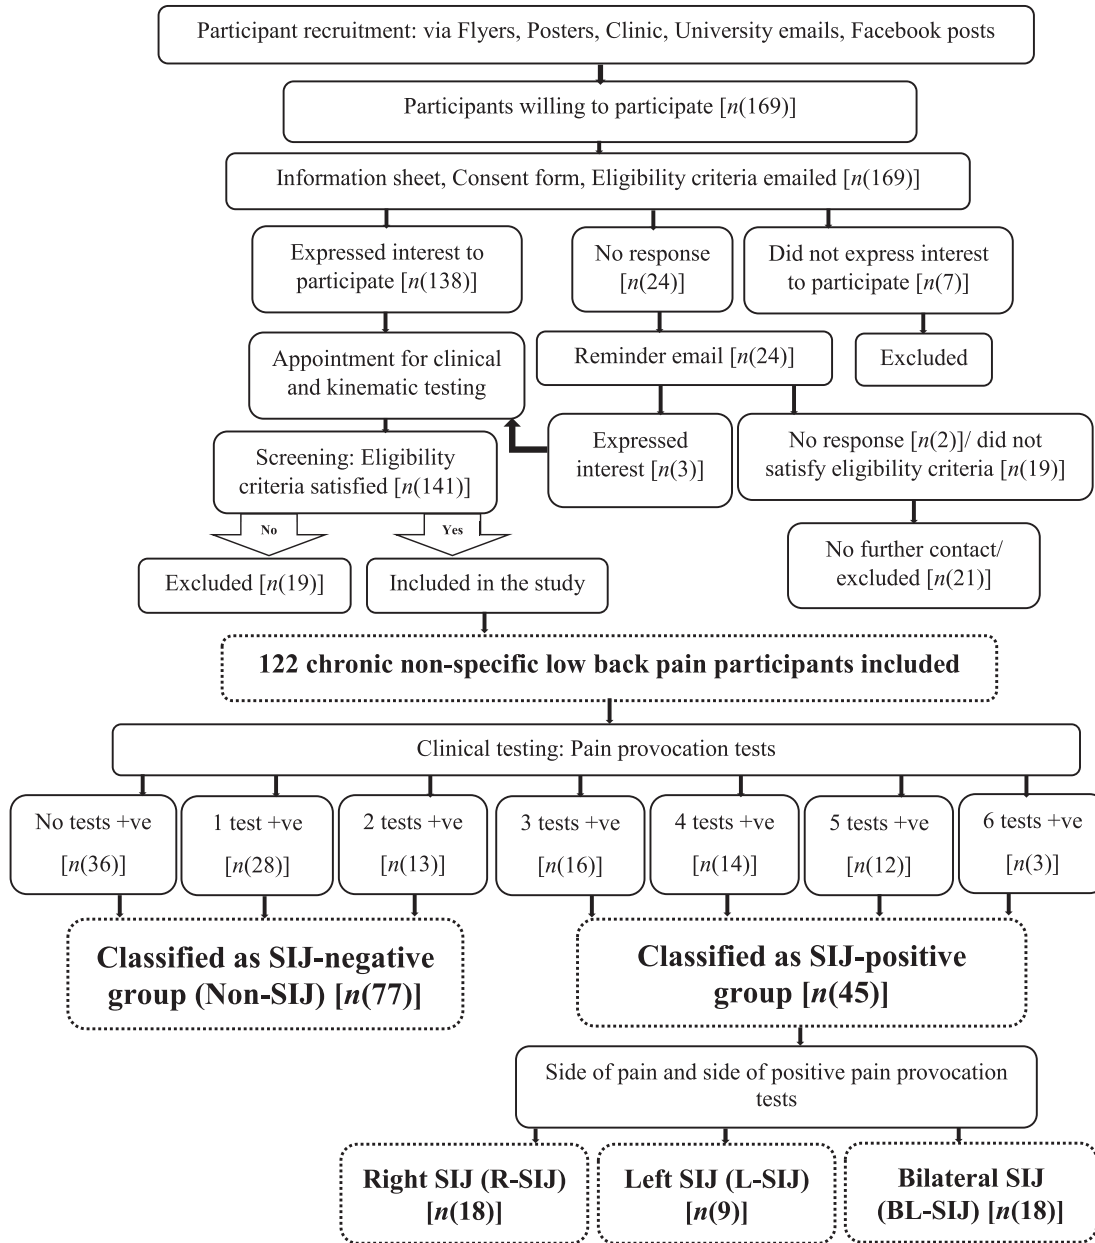 Participant recruitment: via Flyers, Posters, Clinic, University emails, Facebook posts
Participants willing to participate [n(169)]
Information sheet, Consent form, Eligibility criteria emailed [n(169)]
Expressed interest to
participate [n(138)]
No response
[n(24)]
Did not express interest
to participate [n(7)]
Appointment for clinical
and kinematic testing
Reminder email [n(24)]
Excluded
Expressed
interest [n(3)]
No response [n(2)]/ did not
satisfy eligibility criteria [n(19)]
Screening: Eligibility
criteria satisfied [n(141)]
No
Yes
No further contact/
excluded [n(21)]
Excluded [n(19)]
Included in the study
122 chronic non-specific low back pain participants included
Clinical testing: Pain provocation tests
No tests +ve
[n(36)]
1 test +ve
[n(28)]
2 tests +ve
[n(13)]
3 tests +ve
[n(16)]
4 tests +ve
[n(14)]
5 tests +ve
[n(12)]
6 tests +ve
[n(3)]
Classified as SIJ-negative
group (Non-SIJ) [n(77)]
Classified as SIJ-positive
group [n(45)]
Side of pain and side of positive pain provocation
tests
Right SIJ (R-SIJ)
[n(18)]
Left SIJ (L-SIJ)
[n(9)]
Bilateral SIJ
(BL-SIJ) [n(18)]